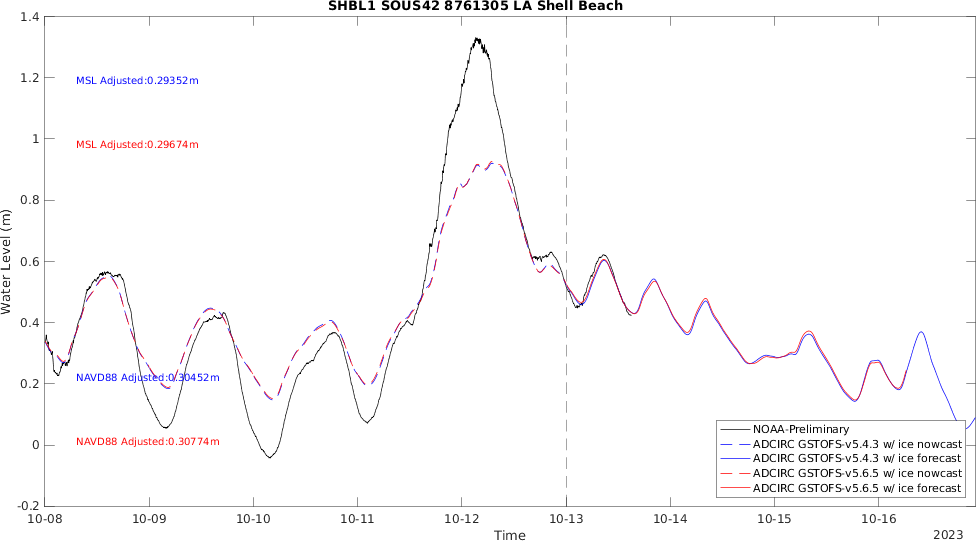 SHBL1 SOUS42 8761305 LA Shell Beach
1.4
1.2
1
0.8
0.6
0.4
0.2
0
-0.2
Water Level (m)
MSL Adjusted:0.29352m
MSL Adjusted:0.29674m
NAVD88 Adjusted:0.30452m
NAVD88 Adjusted:0.30774m
NOAA-Preliminary
ADCIRC GSTOFS-v5.4.3 w/ ice nowcast
ADCIRC GSTOFS-v5.4.3 w/ ice forecast
ADCIRC GSTOFS-v5.6.5 w/ ice nowcast
ADCIRC GSTOFS-v5.6.5 w/ ice forecast
10-08 10-09 10-10 10-11 10-12 10-13 10-14 10-15 10-16
Time
2023